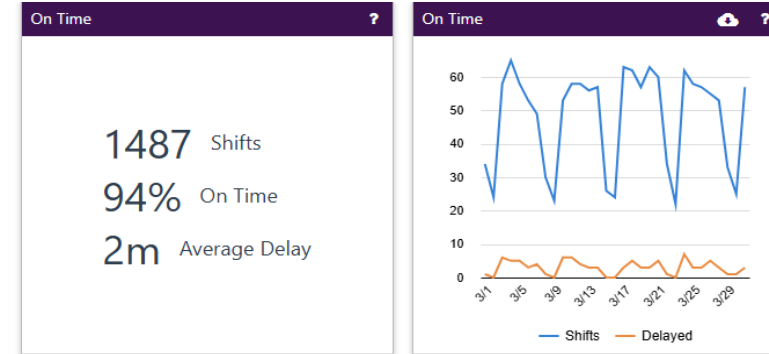 On Time ?
1487 Shifts
94% On Time
2m Average Delay
On Time ?
60
50
40
30
20
10
0
3/1 3/5 3/9 3/13 3/17 3/21 3/25 3/29
Shifts Delayed